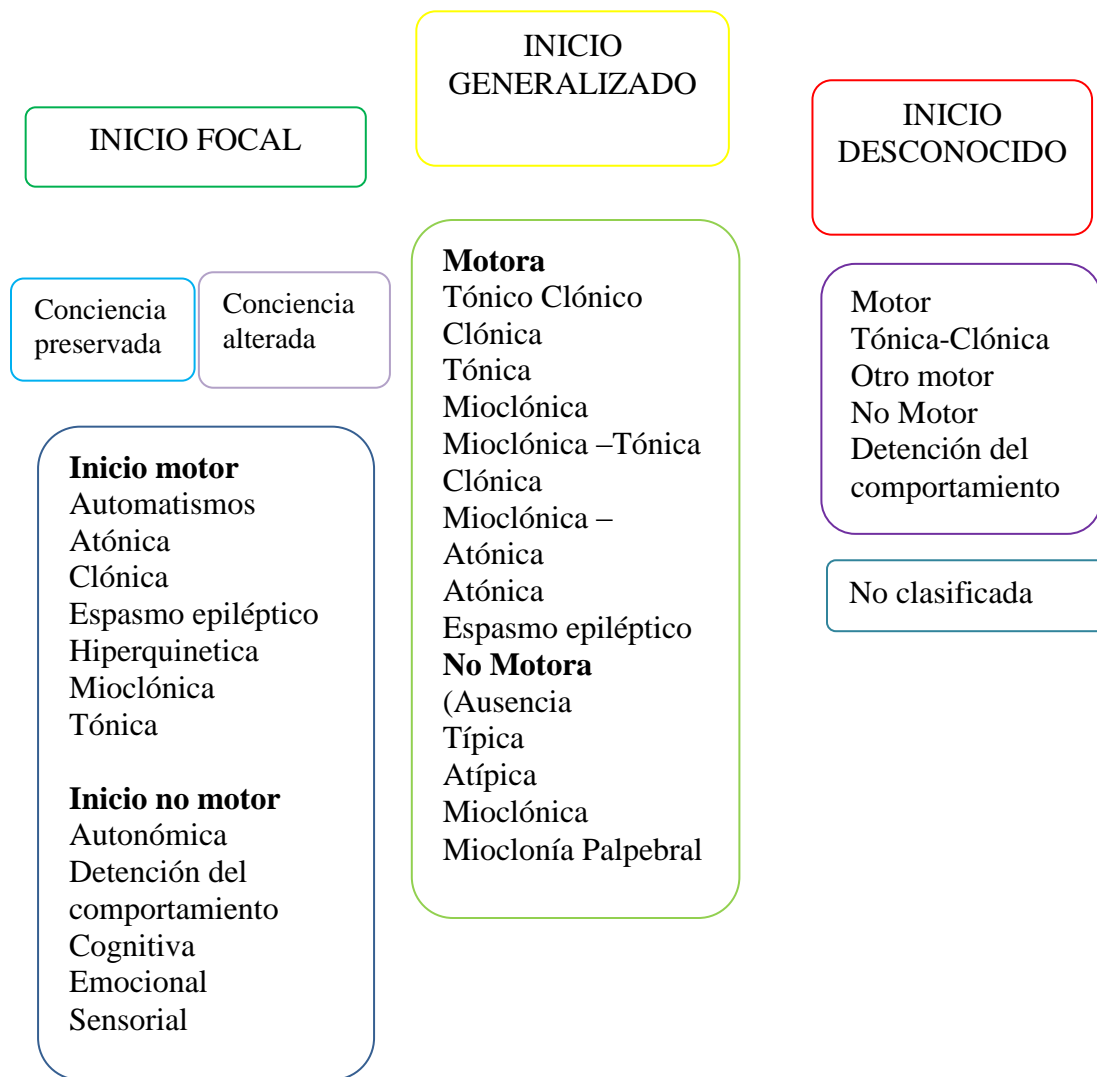 INICIO FOCAL
Conciencia
preservada
Conciencia
alterada
Inicio motor
Automatismos
Atónica
Clónica
Espasmo epiléptico
Hiperquinetica
Mioclónica
Tónica
Inicio no motor
Autonómica
Detención del
comportamiento
Cognitiva
Emocional
Sensorial
INICIO
GENERALIZADO
Motora
Tónico Clónico
Clónica
Tónica
Mioclónica
Mioclónica –Tónica
Clónica
Mioclónica –
Atónica
Atónica
Espasmo epiléptico
No Motora
(Ausencia
Típica
Atípica
Mioclónica
Mioclonía Palpebral
INICIO
DESCONOCIDO
Motor
Tónica-Clónica
Otro motor
No Motor
Detención del
comportamiento
No clasificada